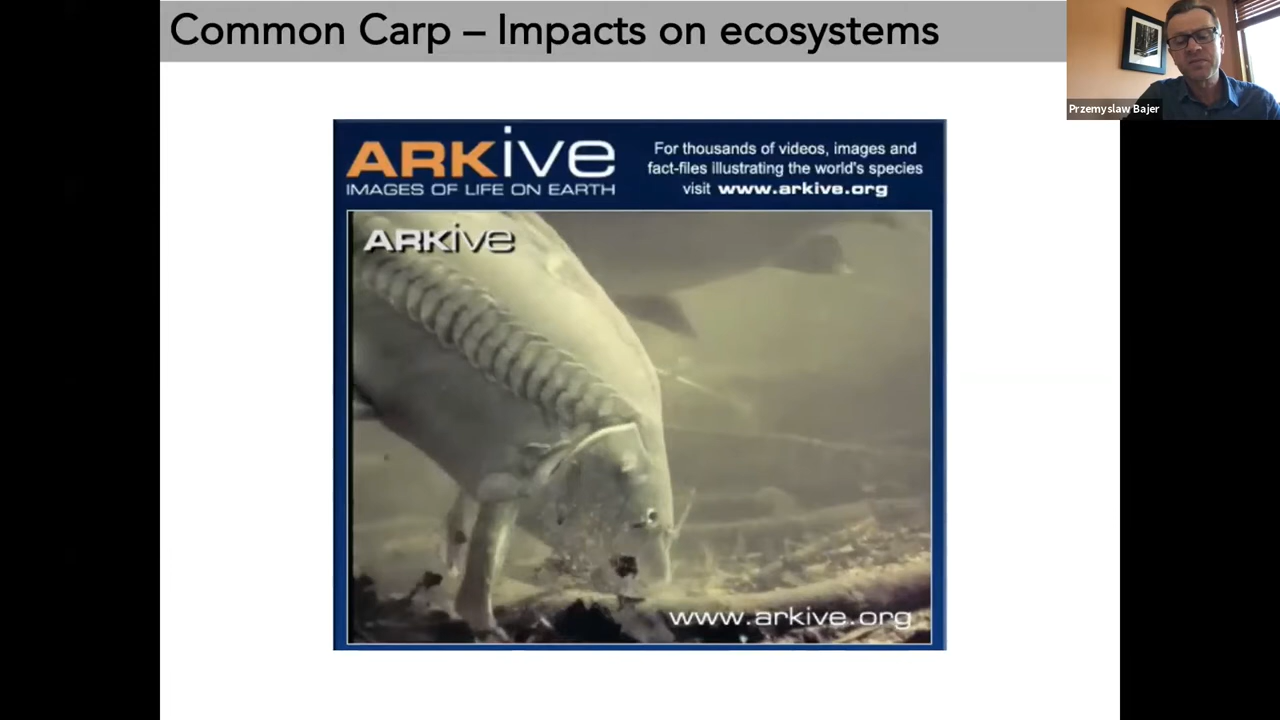 Common Carp – Impacts on ecosystems
Przemyslaw Bajer
ARKive
IMAGES OF LIFE ON EARTH
For thousands of videos, images and
fact-files illustrating the world's species
visit www.arkive.org
ARKive
www.arkive.org